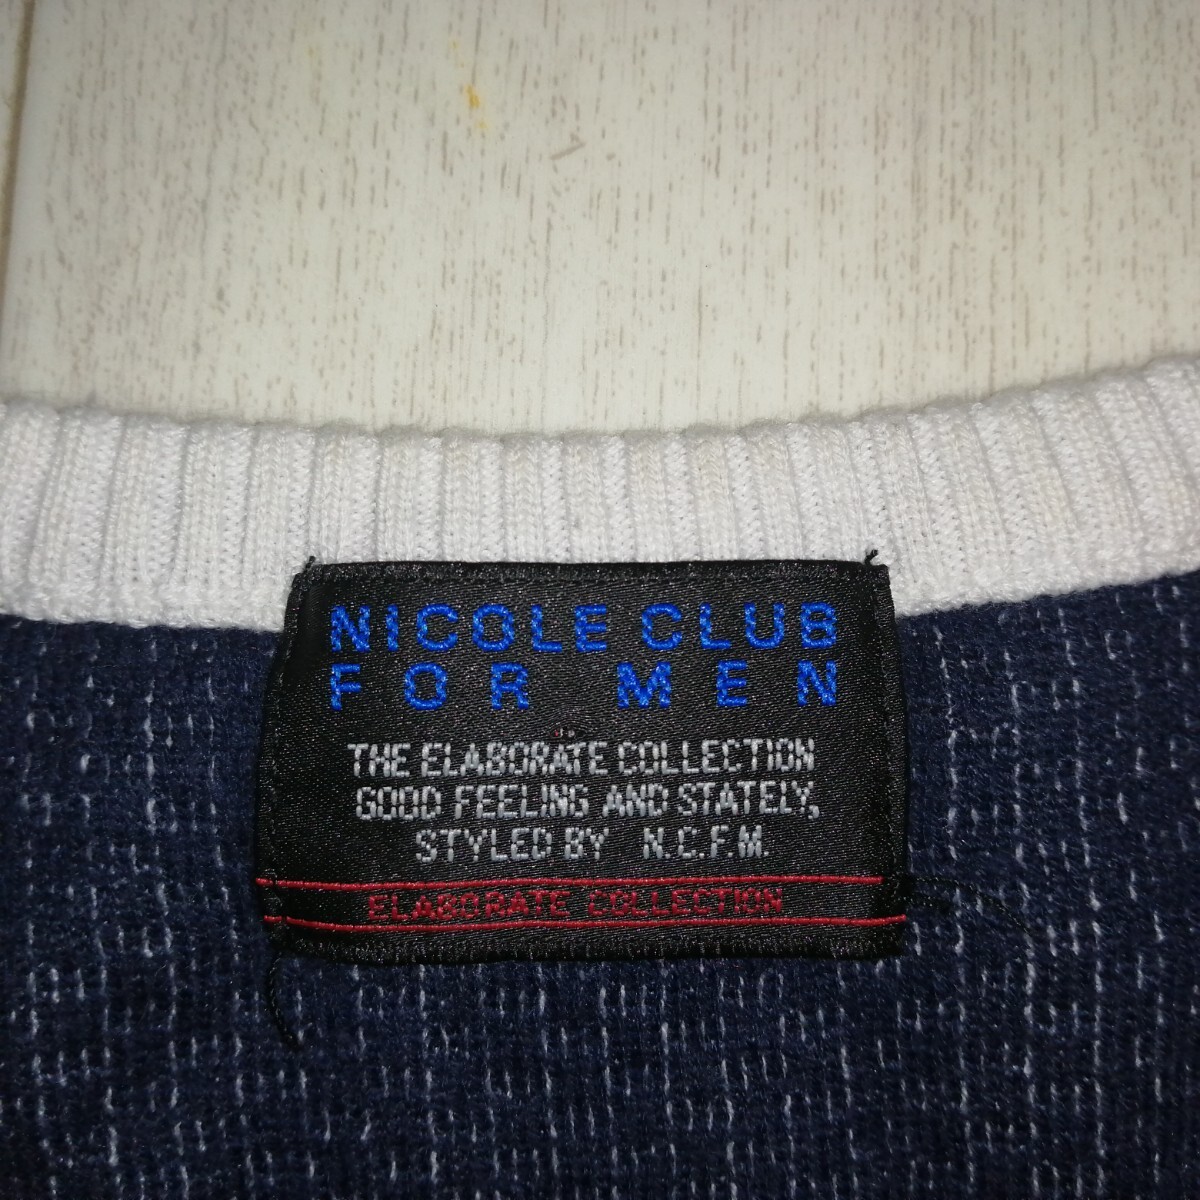 NICOLE CLUB
FOR MEN
THE ELABORATE COLLECTION
GOOD FEELING AND STATELY,
STYLED BY N.C.F.M.
ELABORATE COLLECTION